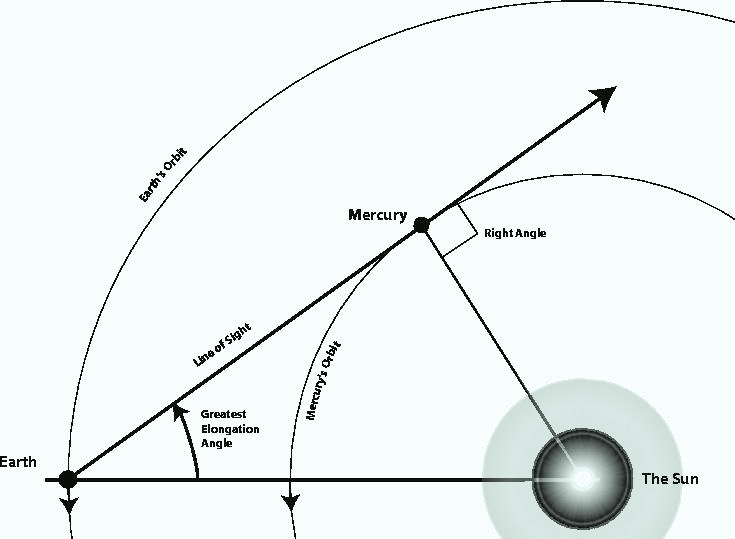 Earth's Orbit
Mercury
Right Angle
Line of Sight
Mercury's Orbit
Greatest
Elongation
Angle
Earth
The Sun